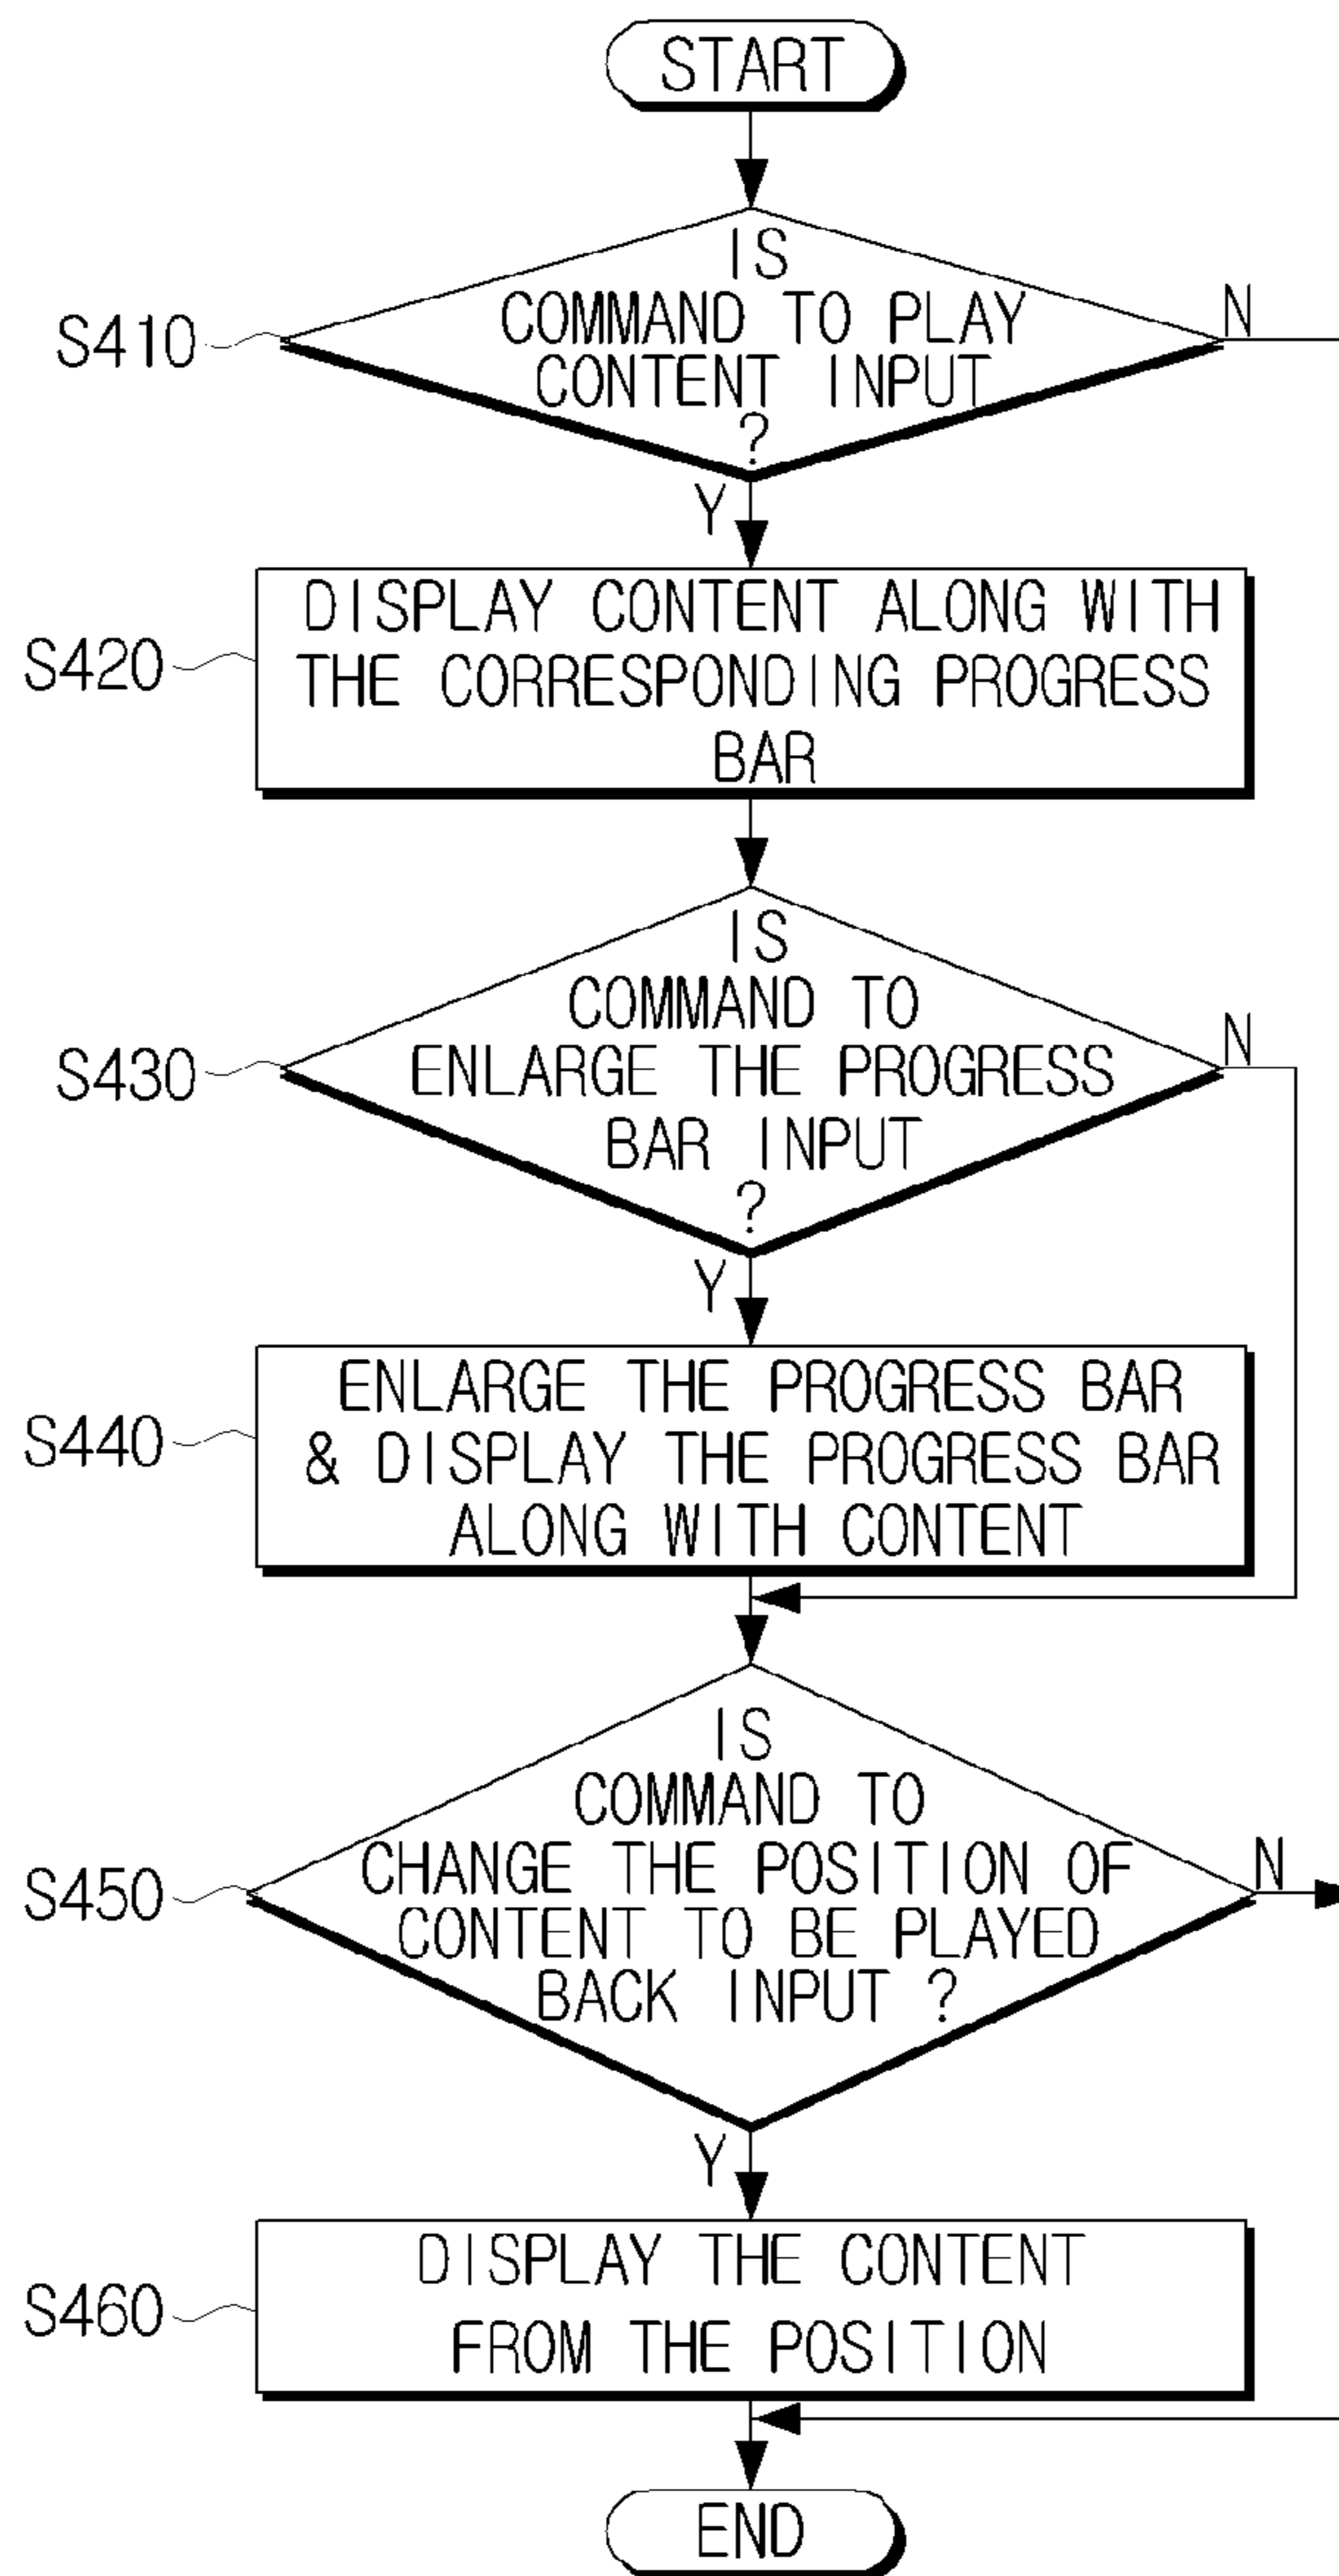 START
IS
COMMAND TO PLAY
CONTENT INPUT
?
S410
N
Y
DISPLAY CONTENT ALONG WITH
THE CORRESPONDING PROGRESS
BAR
S420
IS
COMMAND TO
ENLARGE THE PROGRESS
BAR INPUT
?
S430
N
Y
ENLARGE THE PROGRESS BAR
& DISPLAY THE PROGRESS BAR
ALONG WITH CONTENT
S440
IS
COMMAND TO
CHANGE THE POSITION OF
CONTENT TO BE PLAYED
BACK INPUT ?
S450
N
Y
DISPLAY THE CONTENT
FROM THE POSITION
S460
END